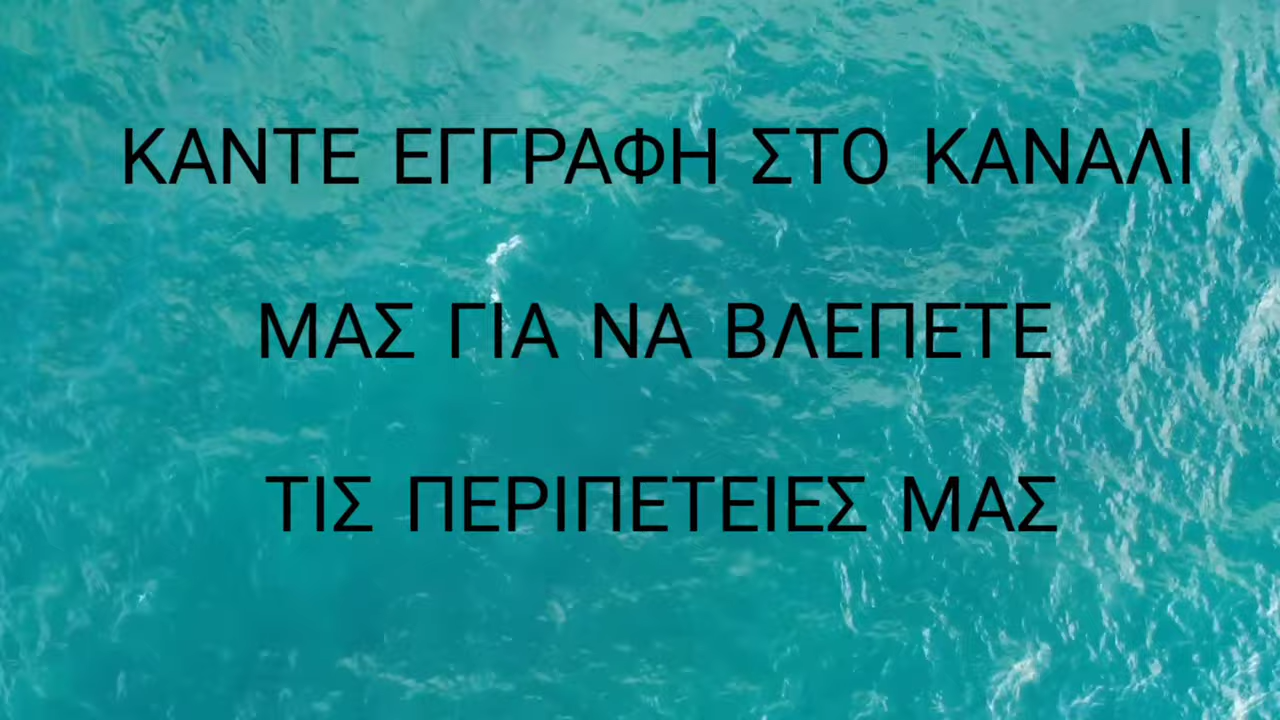 ΚΑΝΤΕ ΕΓΓΡΑΦΗ ΣΤΟ ΚΑΝΑΛΙ
ΜΑΣ ΓΙΑ ΝΑ ΒΛΕΠΕΤΕ
ΤΙΣ ΠΕΡΙΠΕΤΕΙΕΣ ΜΑΣ